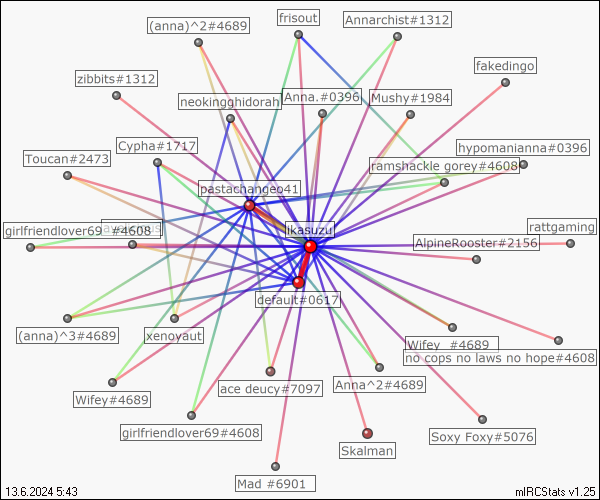 (anna)^2#4689
frisout
Annarchist#1312
zibbits#1312
fakedingo
neokingghidorah
Anna.#0396
Mushy#1984
Cypha#1717
hypomanianna#0396
Toucan#2473
ramshackle gorey#4608
pastachangeo41
girlfriendlover69__#4608
likasuzu
rattgaming
AlpineRooster#2156
default#0617
(anna)^3#4689
xenoyaut
Wifey__#4689
no cops no laws no hope#4608
Wifey#4689
ace deucy#7097
Anna^2#4689
girlfriendlover69#4608
Soxy Foxy#5076
Skalman
Mad_#6901
13.6.2024 5:43
mIRCStats v1.25